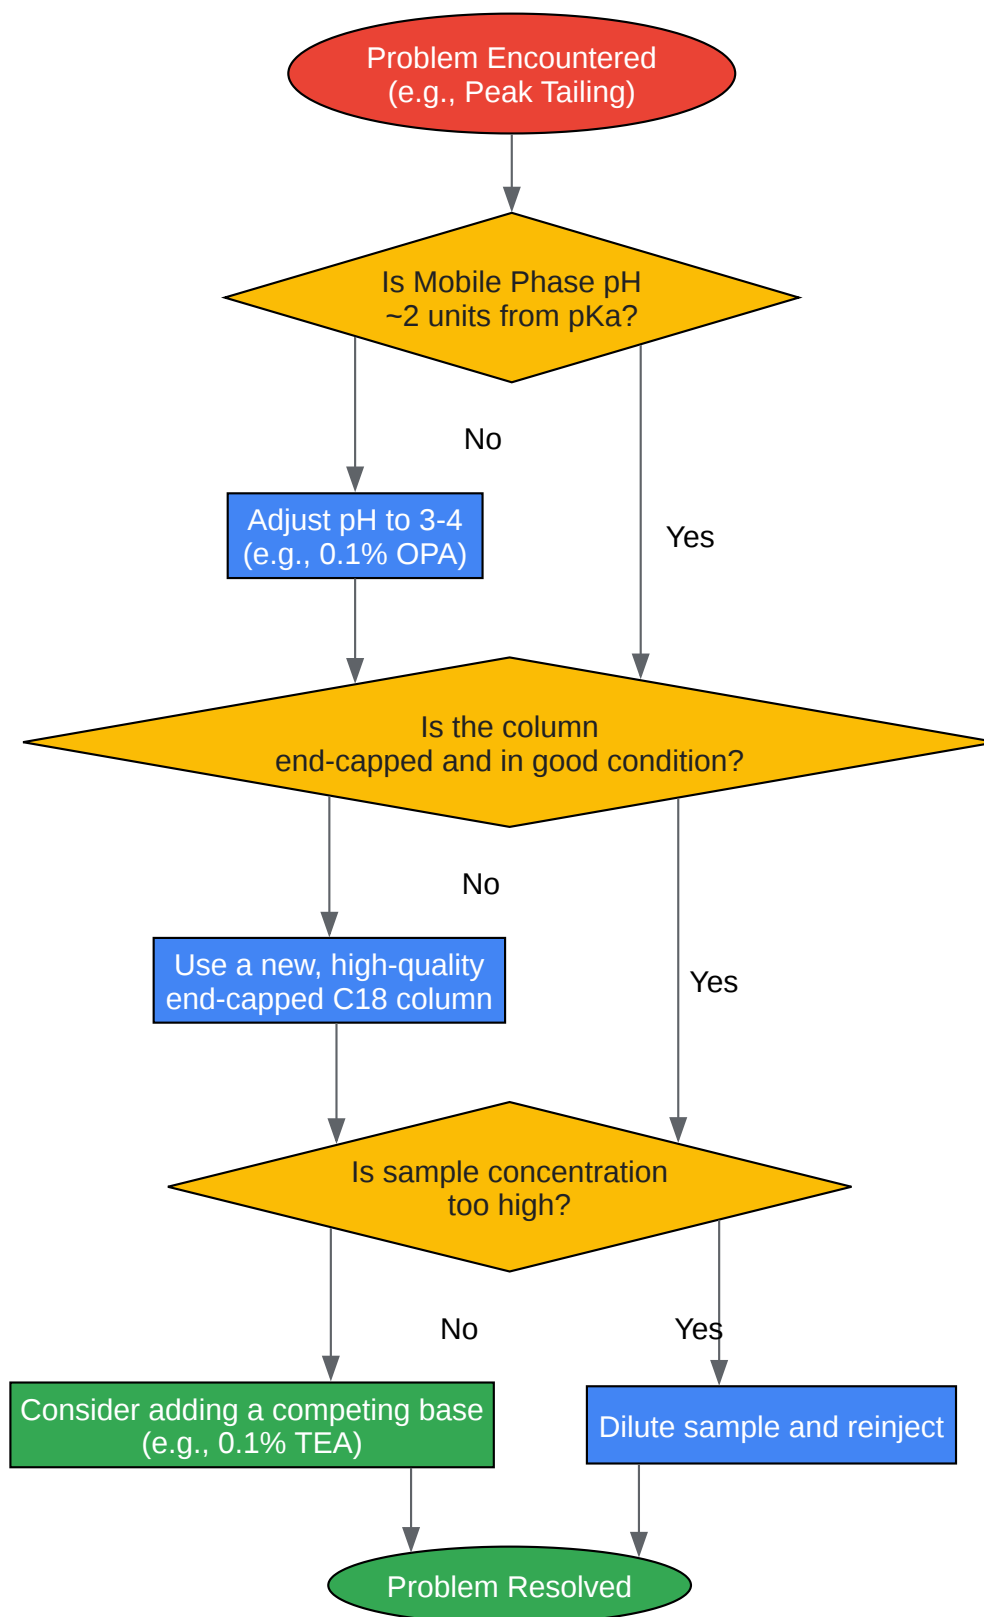 Problem Encountered
(e.g., Peak Tailing)
Is Mobile Phase pH
~2 units from pKa?
No
Adjust pH to 3-4
(e.g., 0.1% OPA)
Yes
Is the column
end-capped and in good condition?
No
Use a new, high-quality
end-capped C18 column
Yes
Is sample concentration
too high?
No
Yes
Consider adding a competing base
(e.g., 0.1% TEA)
Dilute sample and reinject
Problem Resolved